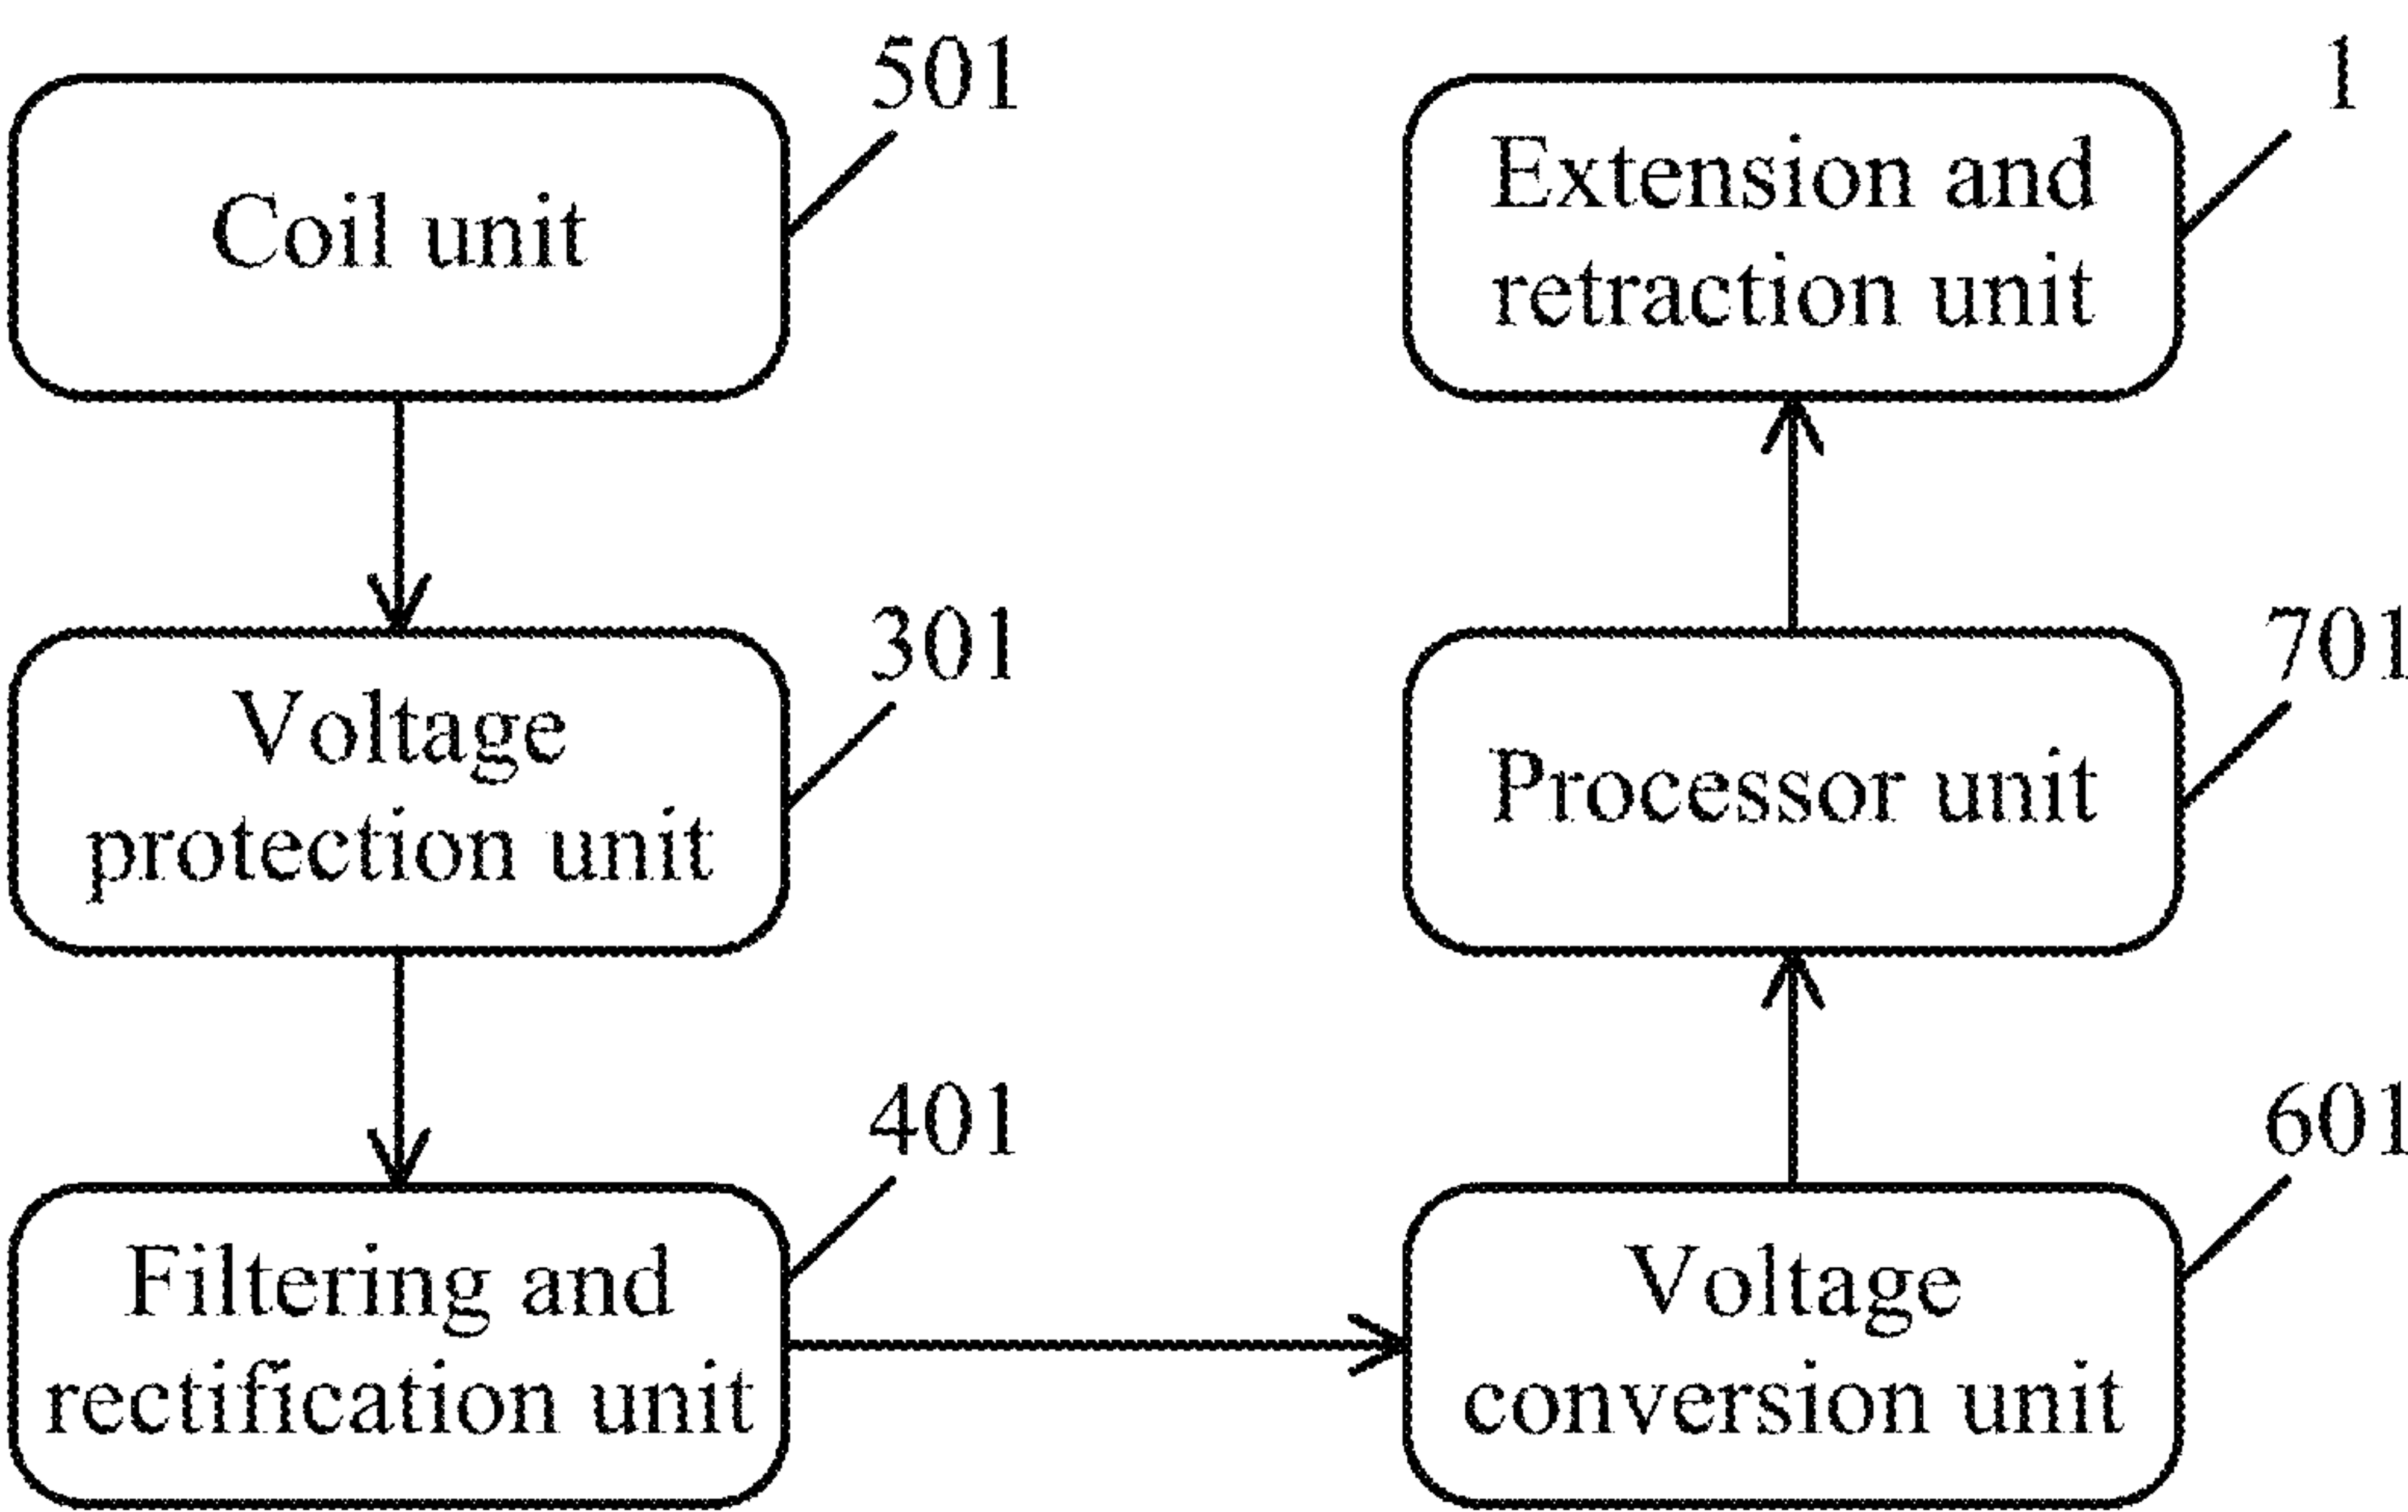 501
Coil unit
301
Voltage
protection unit
401
Filtering and
rectification unit
1
Extension and
retraction unit
701
Processor unit
601
Voltage
conversion unit